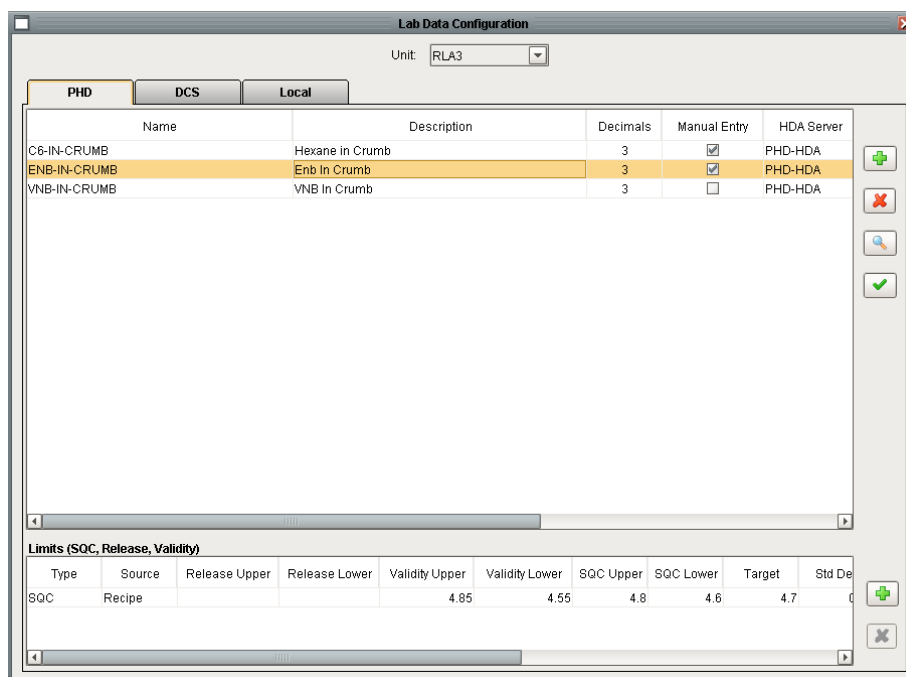 Lab Data Configuration
Unit: RLA3
PHD DCS Local
Name Description Decimals Manual Entry HDA Server
C6-IN-CRUMB Hexane in Crumb 3 PHD-HDA
ENB-IN-CRUMB Enb In Crumb 3 PHD-HDA
VNB-IN-CRUMB VNB In Crumb 3 PHD-HDA
Limits (SQC, Release, Validity)
Type Source Release Upper Release Lower Validity Upper Validity Lower SQC Upper SQC Lower Target Std De
SQC Recipe 4.85 4.55 4.8 4.6 4.7